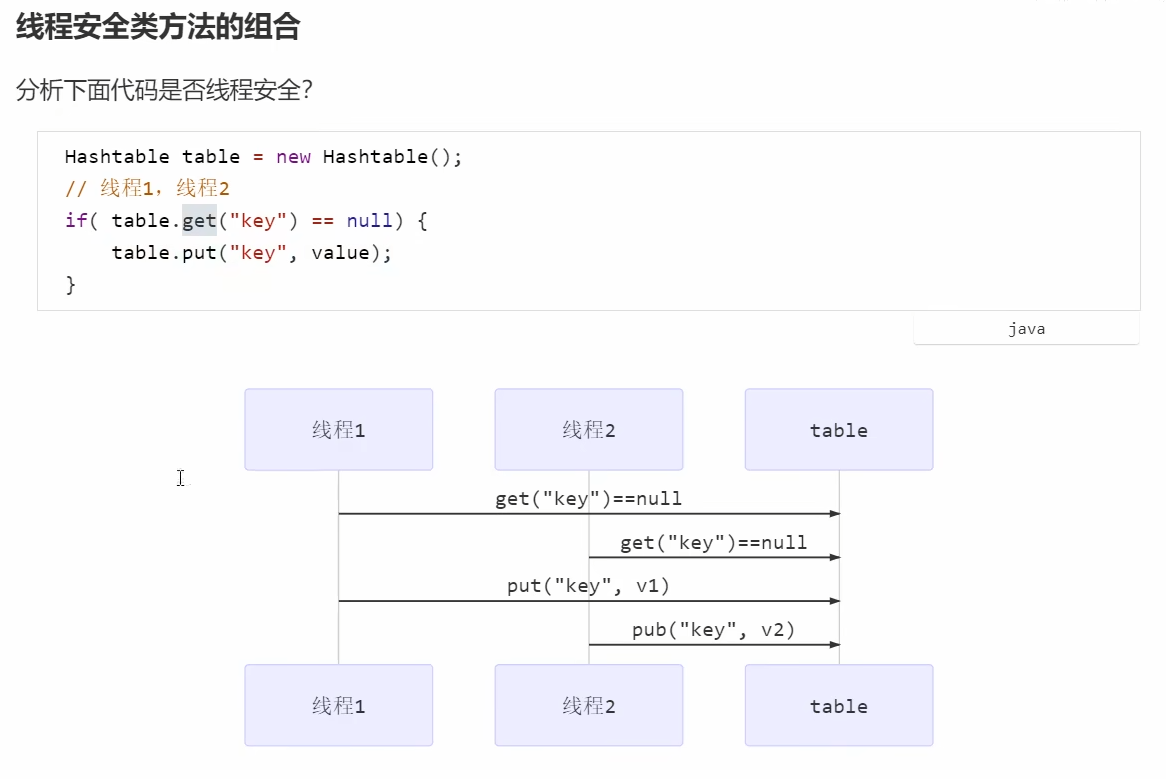 线程安全类方法的组合
分析下面代码是否线程安全?
Hashtable table = new Hashtable();
// 线程1, 线程2
if( table.get("key") == null) {
    table.put("key", value);
}
java
线程1 线程2 table
get("key")==null
get("key")==null
put("key", v1)
pub("key", v2)
线程1 线程2 table